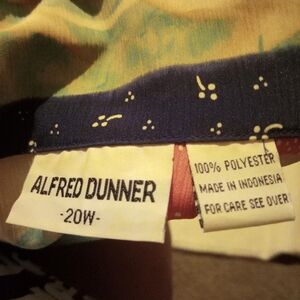 ALFRED DUNNER
-20W-
100% POLYESTER
MADE IN INDONESIA
FOR CARE SEE OVER